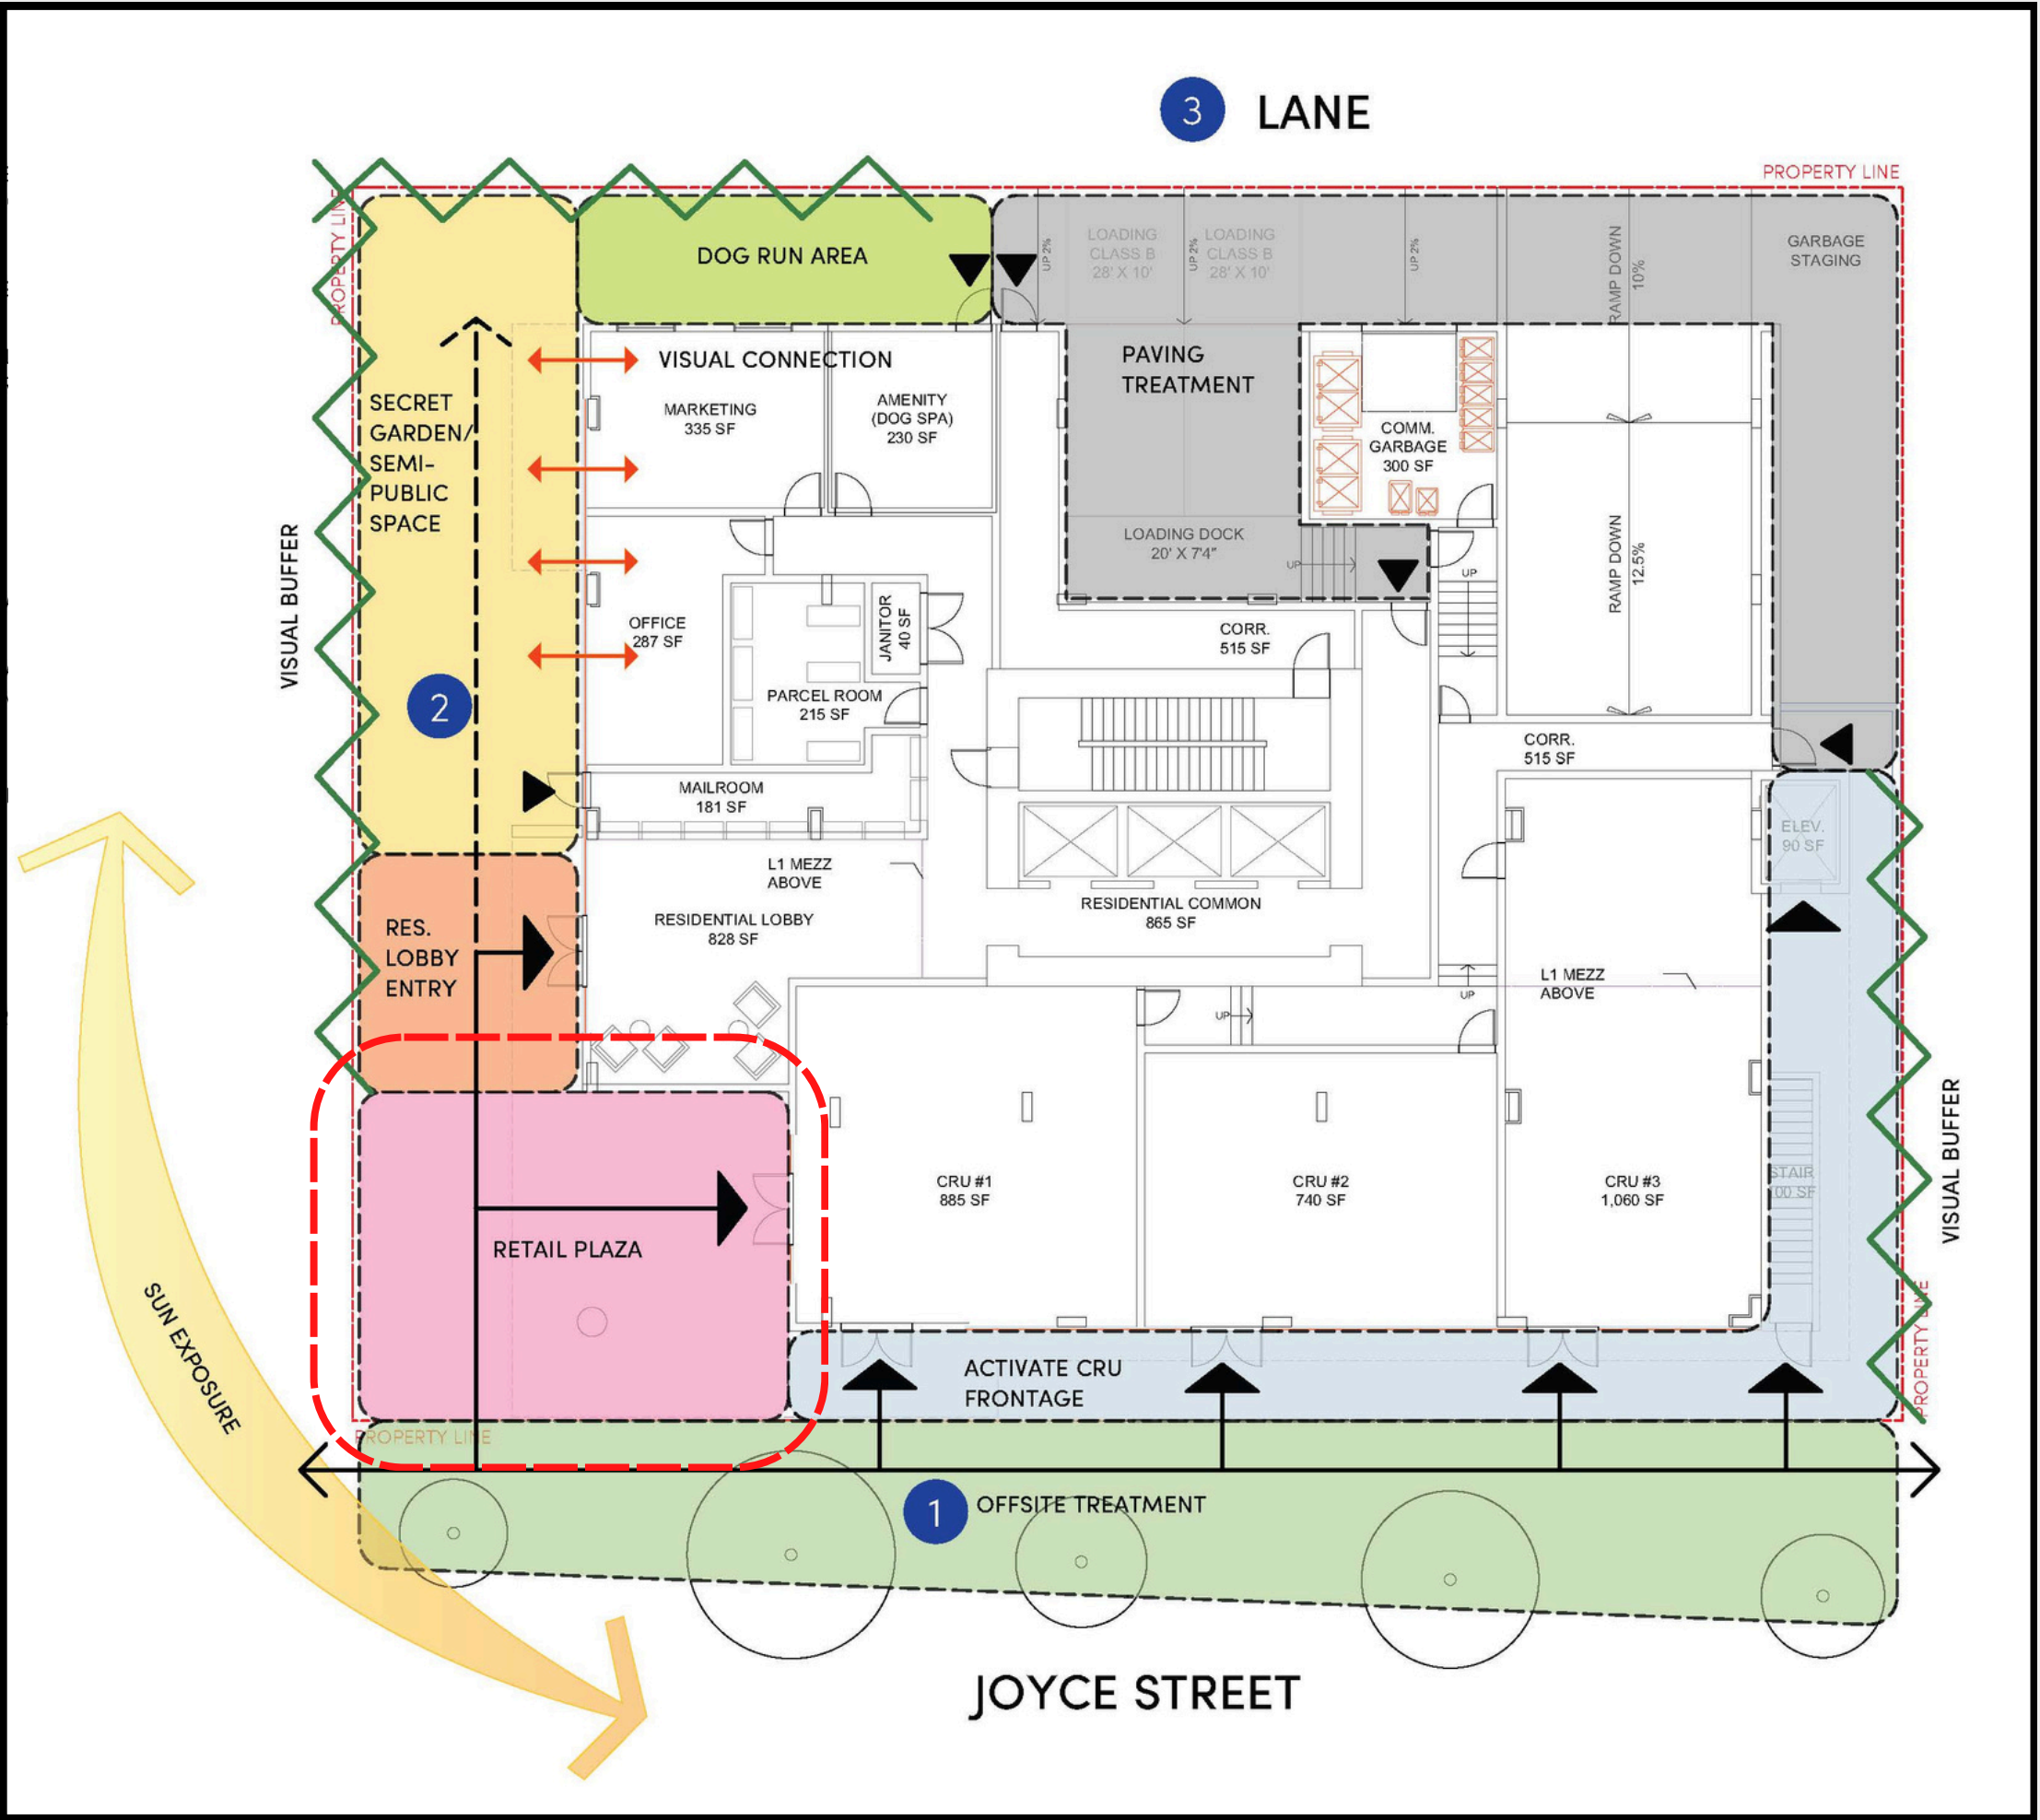 3 LANE
PROPERTY LINE
PROPERTY LINE
DOG RUN AREA
UP 2%
LOADING
CLASS B
28' X 10'
UP 2%
LOADING
CLASS B
28' X 10'
UP 2%
RAMP DOWN
10%
GARBAGE
STAGING
VISUAL CONNECTION
MARKETING
335 SF
AMENITY
(DOG SPA)
230 SF
PAVING
TREATMENT
COMM.
GARBAGE
300 SF
SECRET
GARDEN/
SEMI-
PUBLIC
SPACE
VISUAL BUFFER
LOADING DOCK
20' X 7'4"
UP
UP
RAMP DOWN
12.5%
OFFICE
287 SF
JANITOR
40 SF
CORR.
515 SF
PARCEL ROOM
215 SF
2
CORR.
515 SF
MAILROOM
181 SF
ELEV.
90 SF
L1 MEZZ
ABOVE
RESIDENTIAL LOBBY
828 SF
RESIDENTIAL COMMON
865 SF
RES.
LOBBY
ENTRY
L1 MEZZ
ABOVE
UP
UP
CRU #1
885 SF
CRU #2
740 SF
CRU #3
1,060 SF
STAIR
00 SF
VISUAL BUFFER
RETAIL PLAZA
SUN EXPOSURE
ACTIVATE CRU
FRONTAGE
PROPERTY LINE
PROPERTY LINE
1 OFFSITE TREATMENT
JOYCE STREET